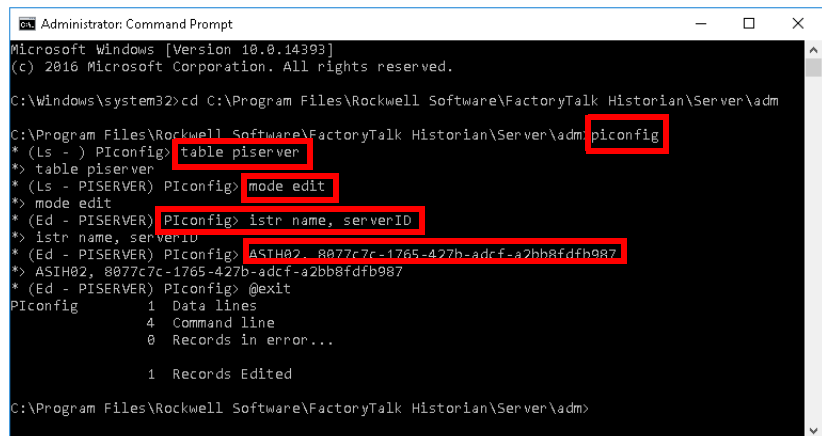 Administrator: Command Prompt
Microsoft Windows [Version 10.0.14393]
(c) 2016 Microsoft Corporation. All rights reserved.
C:\Windows\system32>cd C:\Program Files\Rockwell Software\FactoryTalk Historian\Server\adm
C:\Program Files\Rockwell Software\FactoryTalk Historian\Server\adm>piconfig
* (Ls - ) PIconfig> table piserver
*> table piserver
* (Ls - PISERVER) PIconfig> mode edit
*> mode edit
* (Ed - PISERVER) PIconfig> istr name, serverID
*> istr name, serverID
* (Ed - PISERVER) PIconfig> ASIH02, 8077c7c-1765-427b-adcf-a2bb8fdfb987
*> ASIH02, 8077c7c-1765-427b-adcf-a2bb8fdfb987
* (Ed - PISERVER) PIconfig> @exit
PIconfig 1 Data lines
4 Command line
0 Records in error...
1 Records Edited
C:\Program Files\Rockwell Software\FactoryTalk Historian\Server\adm>